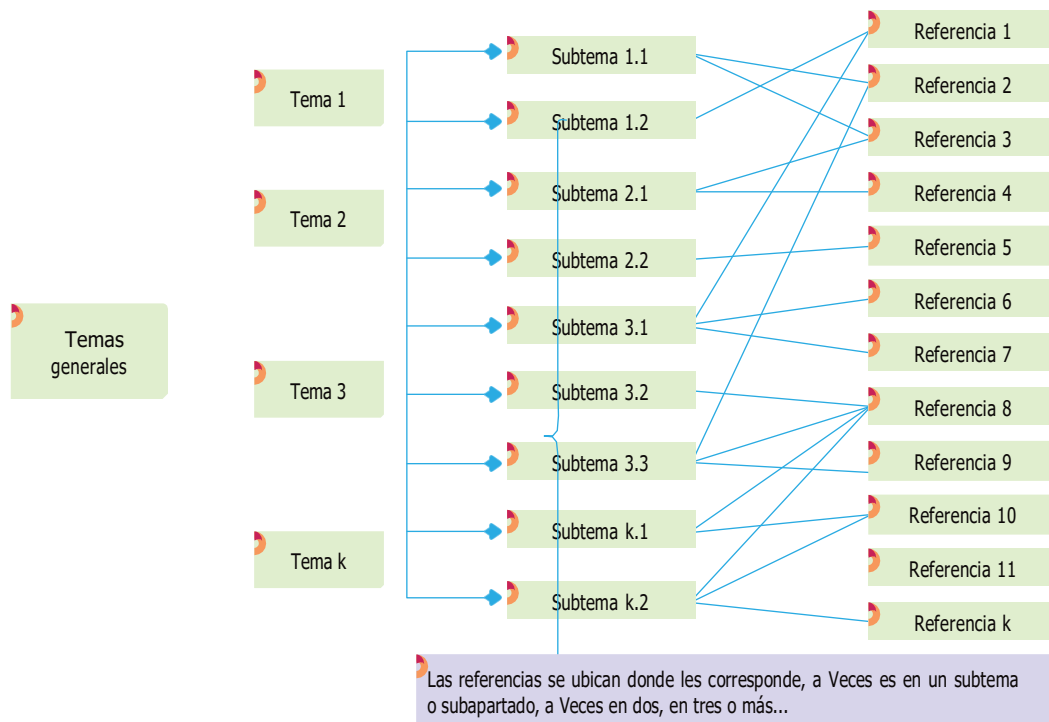 Temas
generales
Tema 1
Tema 2
Tema 3
Tema k
Subtema 1.1
Subtema 1.2
Subtema 2.1
Subtema 2.2
Subtema 3.1
Subtema 3.2
Subtema 3.3
Subtema k.1
Subtema k.2
Referencia 1
Referencia 2
Referencia 3
Referencia 4
Referencia 5
Referencia 6
Referencia 7
Referencia 8
Referencia 9
Referencia 10
Referencia 11
Referencia k
Las referencias se ubican donde les corresponde, a Veces es en un subtema
o subapartado, a Veces en dos, en tres o más...